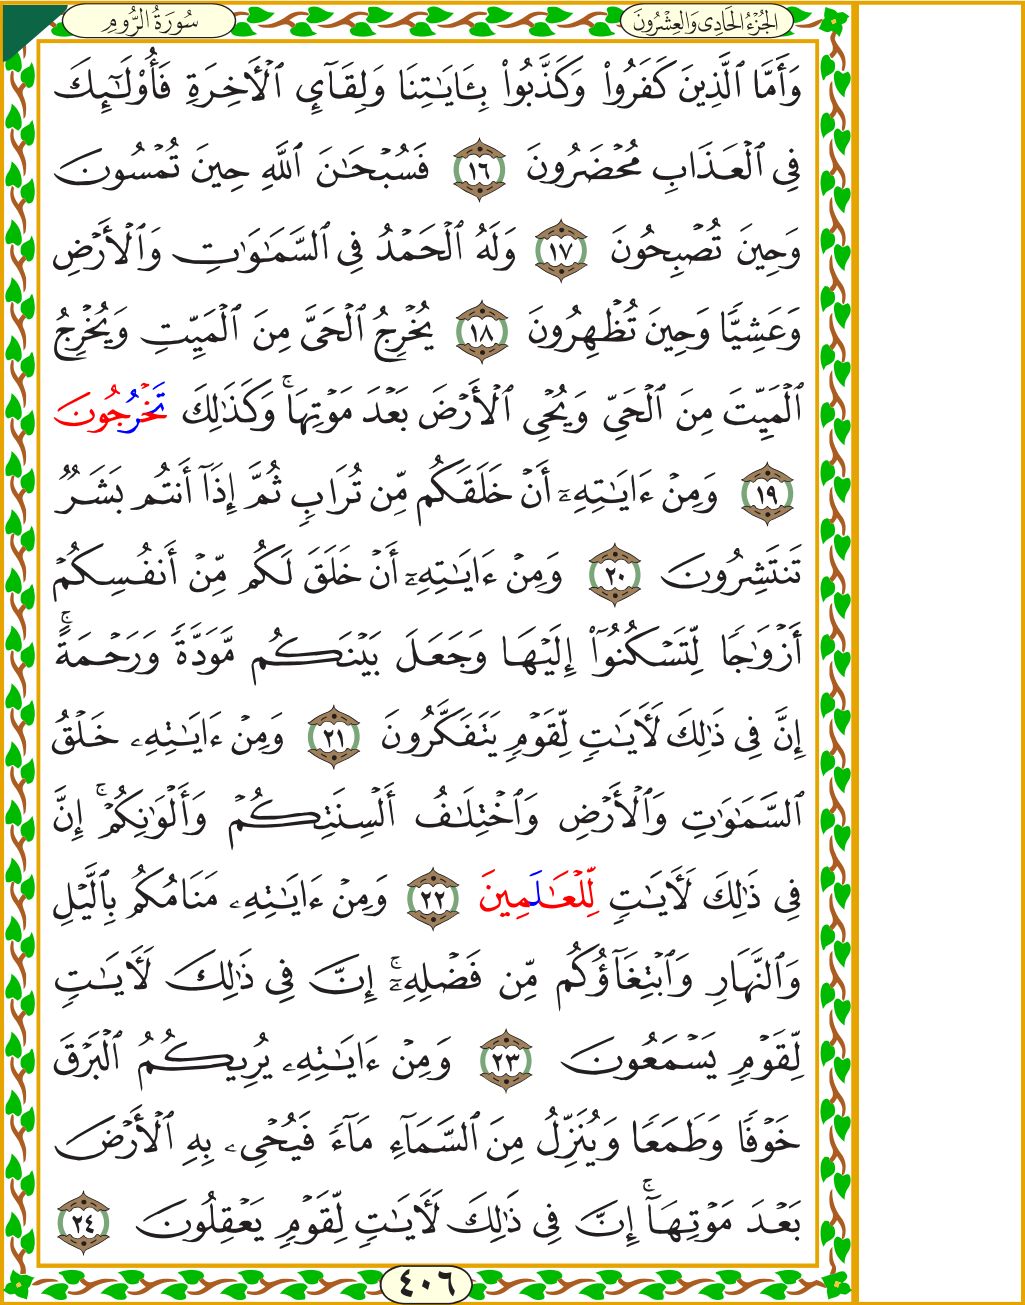 سُورَةُ الرُّومِ
الجُزْءُ الْحَادِى وَالْعِشْرُونَ
وَأَمَّا ٱلَّذِينَ كَفَرُوا۟ وَكَذَّبُوا۟ بِـَٔايَـٰتِنَا وَلِقَآئِ ٱلْأَخِرَةِ فَأُو۟لَـٰٓئِكَ
فِى ٱلْعَذَابِ مُحْضَرُونَ ١٦ فَسُبْحَـٰنَ ٱللَّهِ حِينَ تُمْسُونَ
وَحِينَ تُصْبِحُونَ ١٧ وَلَهُ ٱلْحَمْدُ فِى ٱلسَّمَـٰوَٰتِ وَٱلْأَرْضِ
وَعَشِيًّا وَحِينَ تُظْهِرُونَ ١٨ يُخْرِجُ ٱلْحَىَّ مِنَ ٱلْمَيِّتِ وَيُخْرِجُ
ٱلْمَيِّتَ مِنَ ٱلْحَىِّ وَيُحْىِ ٱلْأَرْضَ بَعْدَ مَوْتِهَا ۚ وَكَذَٰلِكَ تَخْرُجُونَ
١٩ وَمِنْ ءَايَـٰتِهِۦٓ أَنْ خَلَقَكُم مِّن تُرَابٍ ثُمَّ إِذَآ أَنتُم بَشَرٌ
تَنتَشِرُونَ ٢٠ وَمِنْ ءَايَـٰتِهِۦٓ أَنْ خَلَقَ لَكُم مِّنْ أَنفُسِكُمْ
أَزْوَٰجًا لِّتَسْكُنُوٓا۟ إِلَيْهَا وَجَعَلَ بَيْنَكُم مَّوَدَّةً وَرَحْمَةً ۚ
إِنَّ فِى ذَٰلِكَ لَأَيَـٰتٍ لِّقَوْمٍ يَتَفَكَّرُونَ ٢١ وَمِنْ ءَايَـٰتِهِۦ خَلْقُ
ٱلسَّمَـٰوَٰتِ وَٱلْأَرْضِ وَٱخْتِلَـٰفُ أَلْسِنَتِكُمْ وَأَلْوَٰنِكُمْ ۚ إِنَّ
فِى ذَٰلِكَ لَأَيَـٰتٍ لِّلْعَـٰلَمِينَ ٢٢ وَمِنْ ءَايَـٰتِهِۦ مَنَامُكُم بِٱلَّيْلِ
وَٱلنَّهَارِ وَٱبْتِغَآؤُكُم مِّن فَضْلِهِۦٓ ۚ إِنَّ فِى ذَٰلِكَ لَأَيَـٰتٍ
لِّقَوْمٍ يَسْمَعُونَ ٢٣ وَمِنْ ءَايَـٰتِهِۦ يُرِيكُمُ ٱلْبَرْقَ
خَوْفًا وَطَمَعًا وَيُنَزِّلُ مِنَ ٱلسَّمَآءِ مَآءً فَيُحْىِۦ بِهِ ٱلْأَرْضَ
بَعْدَ مَوْتِهَآ ۚ إِنَّ فِى ذَٰلِكَ لَأَيَـٰتٍ لِّقَوْمٍ يَعْقِلُونَ ٢٤
٤٠٦